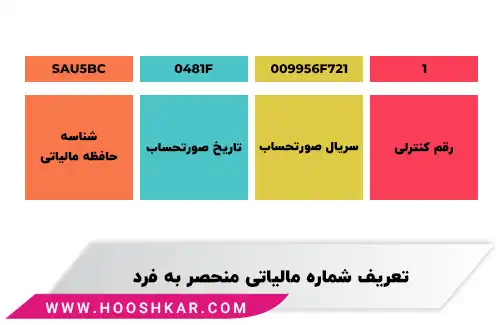 SAU5BC 0481F 009956F721 1
شناسه
حافظه مالیاتی
تاریخ صورتحساب
سریال صورتحساب
رقم کنترلی
تعریف شماره مالیاتی منحصر به فرد
WWW.HOOSHKAR.COM